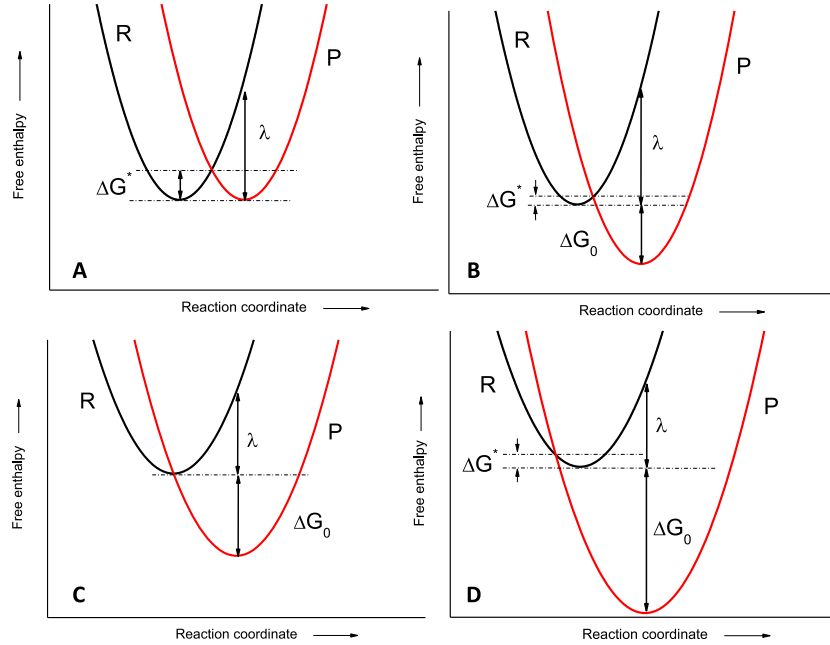 R
P
λ
ΔG*
A
Free enthalpy
Reaction coordinate
R
P
λ
ΔG*
ΔG0
B
Free enthalpy
Reaction coordinate
R
P
λ
ΔG0
C
Free enthalpy
Reaction coordinate
R
P
λ
ΔG*
ΔG0
D
Free enthalpy
Reaction coordinate